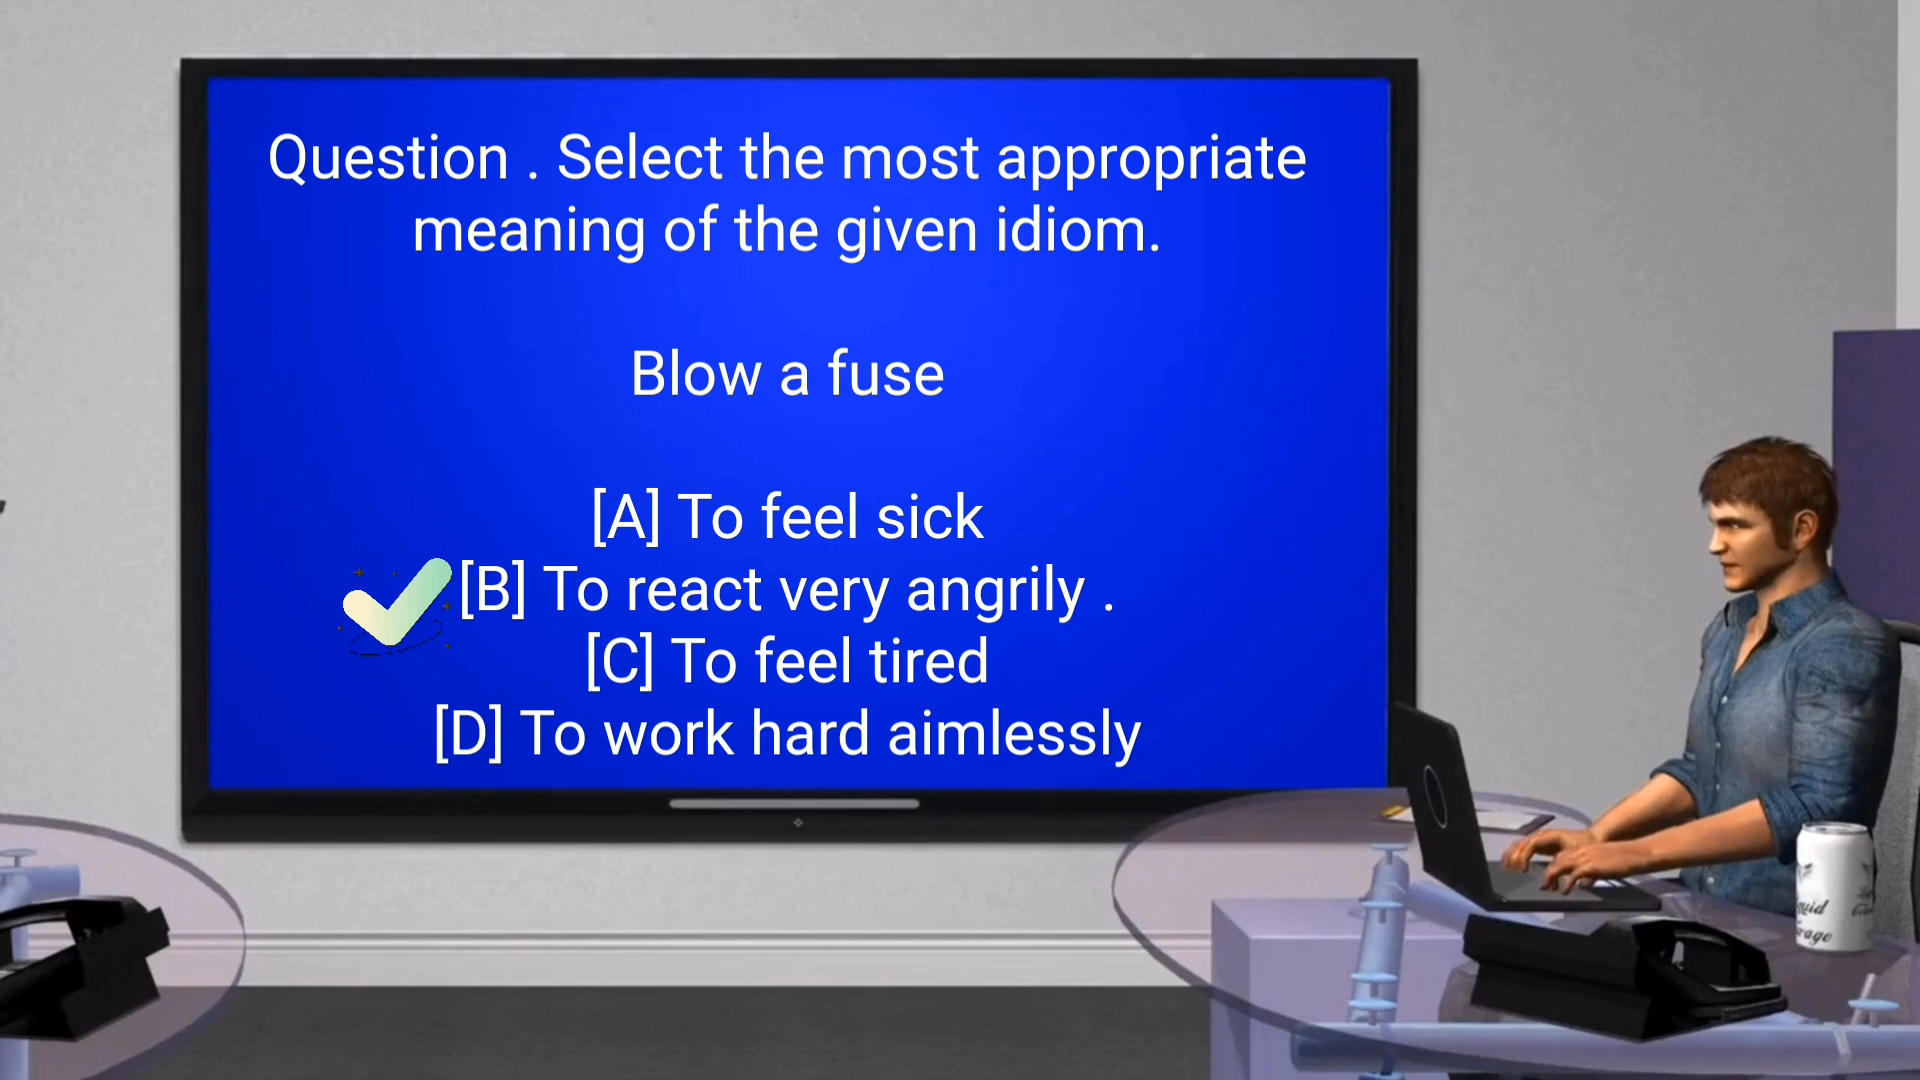 Question . Select the most appropriate
meaning of the given idiom.
Blow a fuse
[A] To feel sick
[B] To react very angrily .
[C] To feel tired
[D] To work hard aimlessly